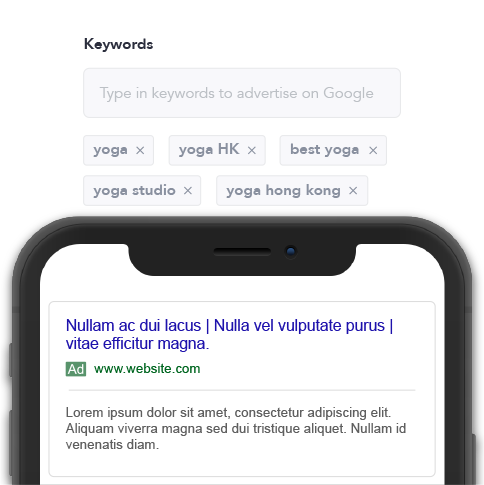 Keywords
Type in keywords to advertise on Google
yoga × yoga HK × best yoga ×
yoga studio × yoga hong kong ×
Nullam ac dui lacus | Nulla vel vulputate purus |
vitae efficitur magna.
Ad www.website.com
Lorem ipsum dolor sit amet, consectetur adipiscing elit.
Aliquam viverra magna sed dui tristique aliquet. Nullam id
venenatis diam.